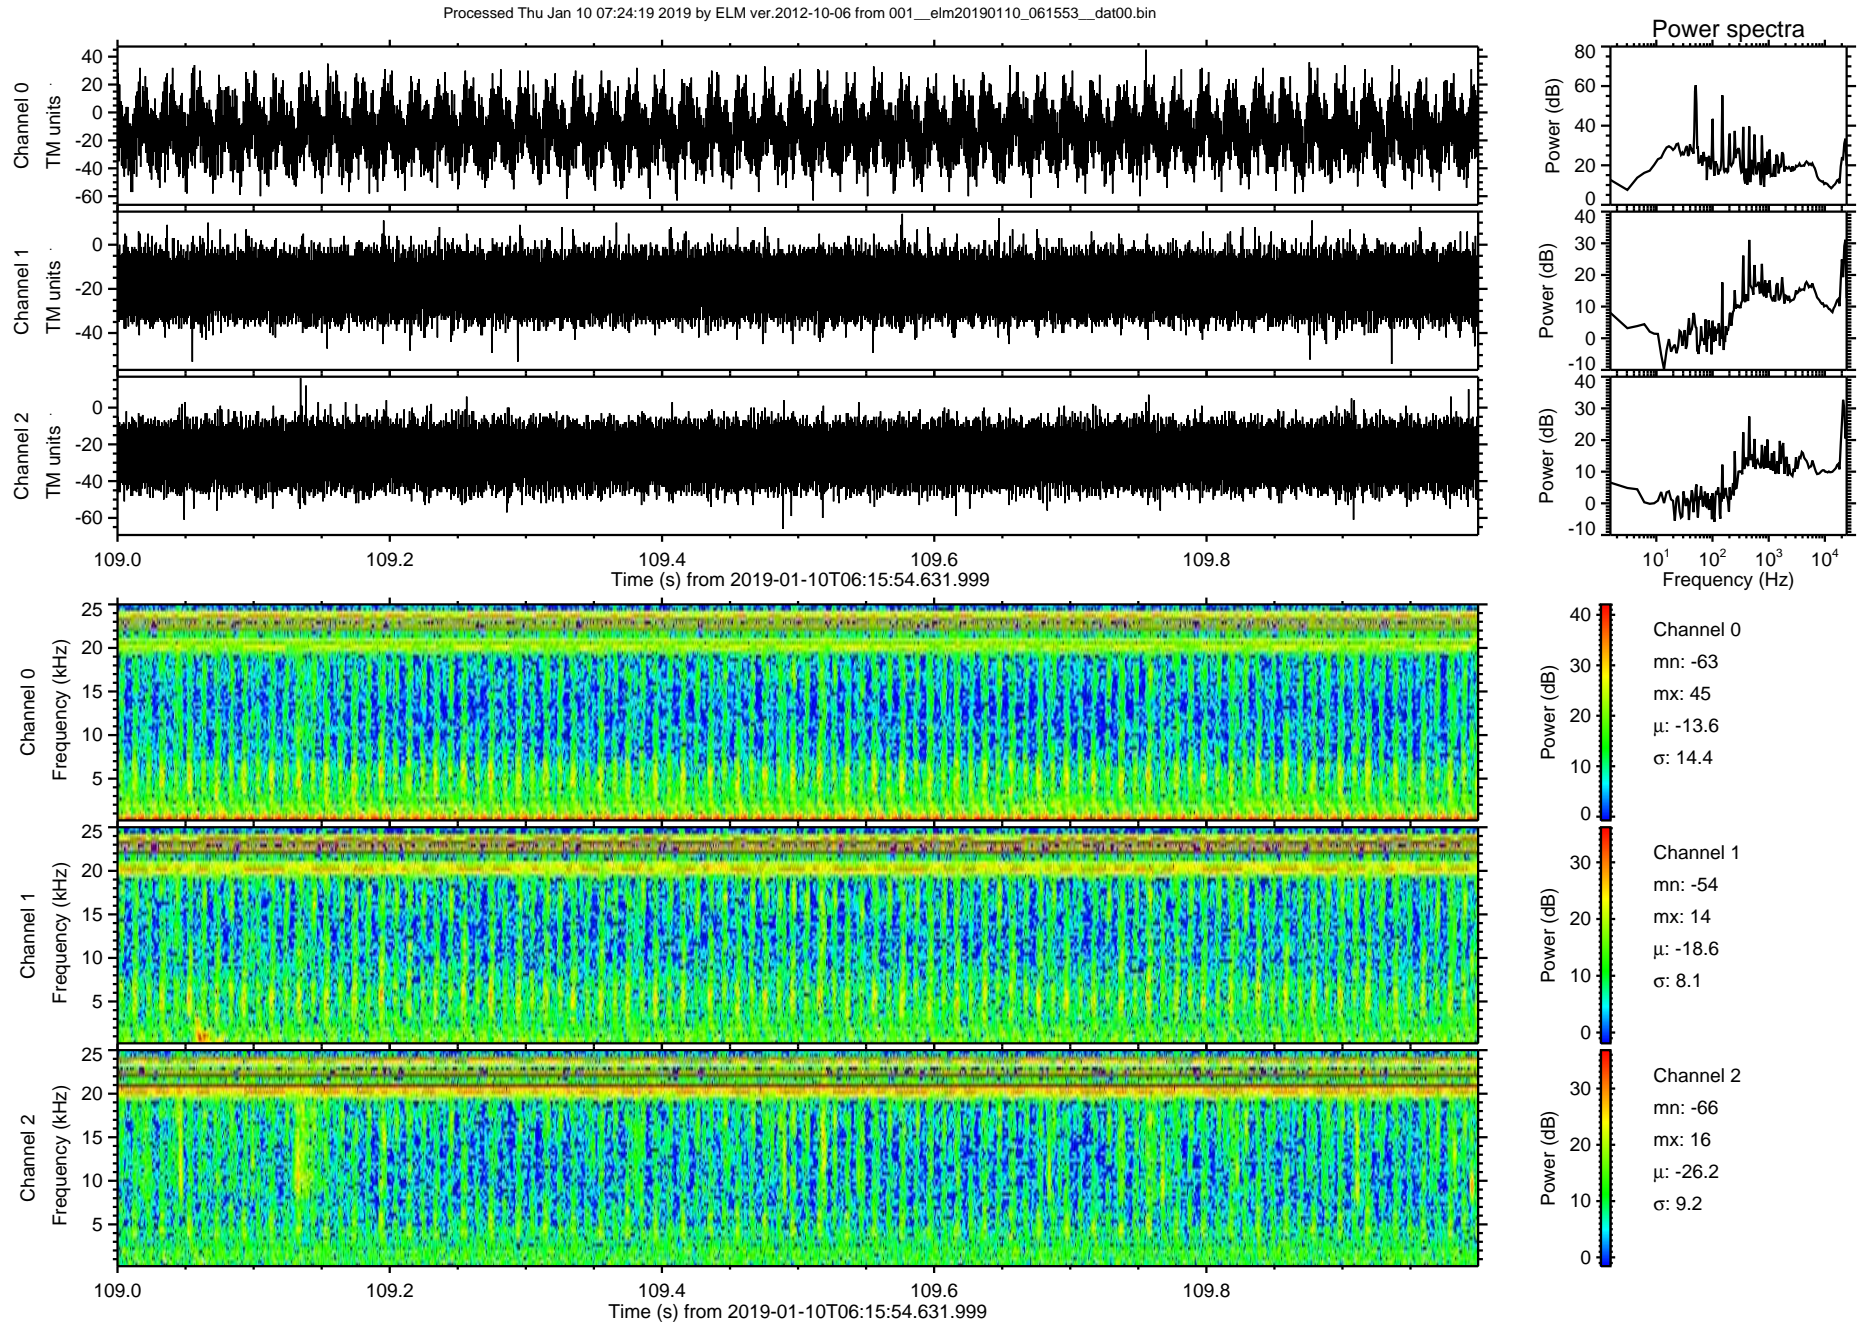 Processed Thu Jan 10 07:24:19 2019 by ELM ver.2012-10-06 from 001__elm20190110_061553__dat00.bin
Power spectra
Channel 0
TM units
40
20
0
-20
-40
-60
Power (dB)
80
60
40
20
0
Channel 1
TM units
0
-20
-40
Power (dB)
40
30
20
10
0
-10
Channel 2
TM units
0
-20
-40
-60
Power (dB)
40
30
20
10
0
-10
109.0 109.2 109.4 109.6 109.8
Time (s) from 2019-01-10T06:15:54.631.999
10¹ 10² 10³ 10⁴
Frequency (Hz)
Channel 0
Frequency (kHz)
25
20
15
10
5
Power (dB)
40
30
20
10
0
Channel 0
mn: -63
mx: 45
μ: -13.6
σ: 14.4
Channel 1
Frequency (kHz)
25
20
15
10
5
Power (dB)
30
20
10
0
Channel 1
mn: -54
mx: 14
μ: -18.6
σ: 8.1
Channel 2
Frequency (kHz)
25
20
15
10
5
Power (dB)
30
20
10
0
Channel 2
mn: -66
mx: 16
μ: -26.2
σ: 9.2
109.0 109.2 109.4 109.6 109.8
Time (s) from 2019-01-10T06:15:54.631.999